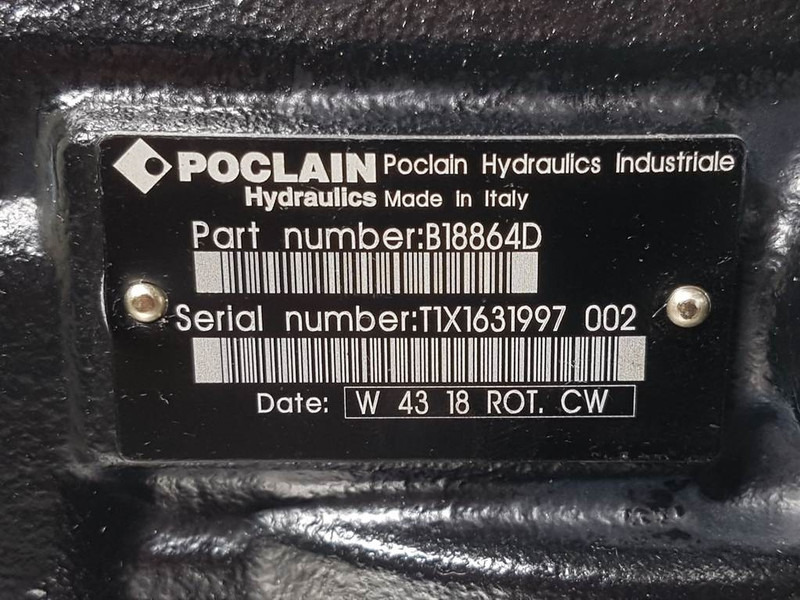 POCLAIN Poclain Hydraulics Industriale
Hydraulics Made in Italy
Part number:B18864D
Serial number:T1X1631997 002
Date: W 43 18 ROT. CW